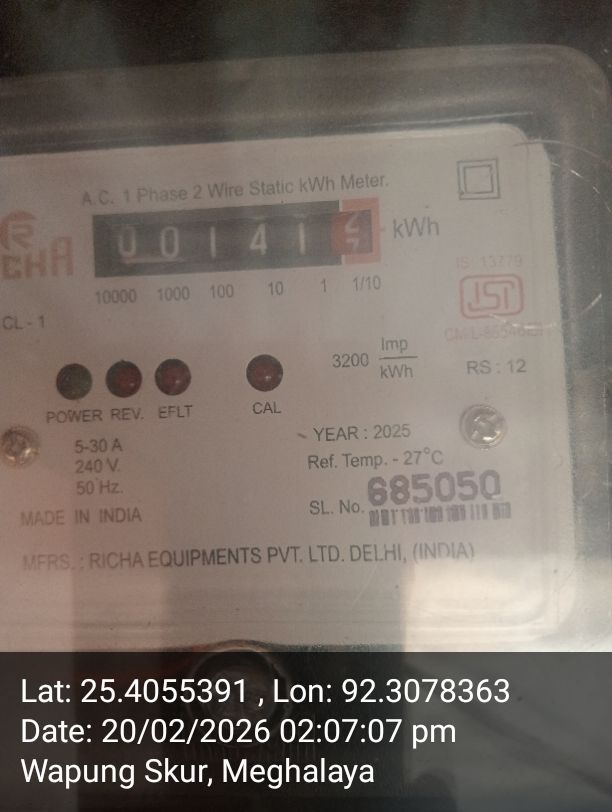 A.C. 1 Phase 2 Wire Static kWh Meter.
RICHA
0 0 1 4 1 kWh
10000 1000 100 10 1 1/10
IS: 13779
CL - 1
ISI
3200 Imp/kWh
RS : 12
POWER REV. EFLT CAL
5-30 A
240 V.
50 Hz.
YEAR : 2025
Ref. Temp. - 27°C
SL. No. 685050
MADE IN INDIA
MFRS. : RICHA EQUIPMENTS PVT. LTD. DELHI, (INDIA)
Lat: 25.4055391 , Lon: 92.3078363
Date: 20/02/2026 02:07:07 pm
Wapung Skur, Meghalaya